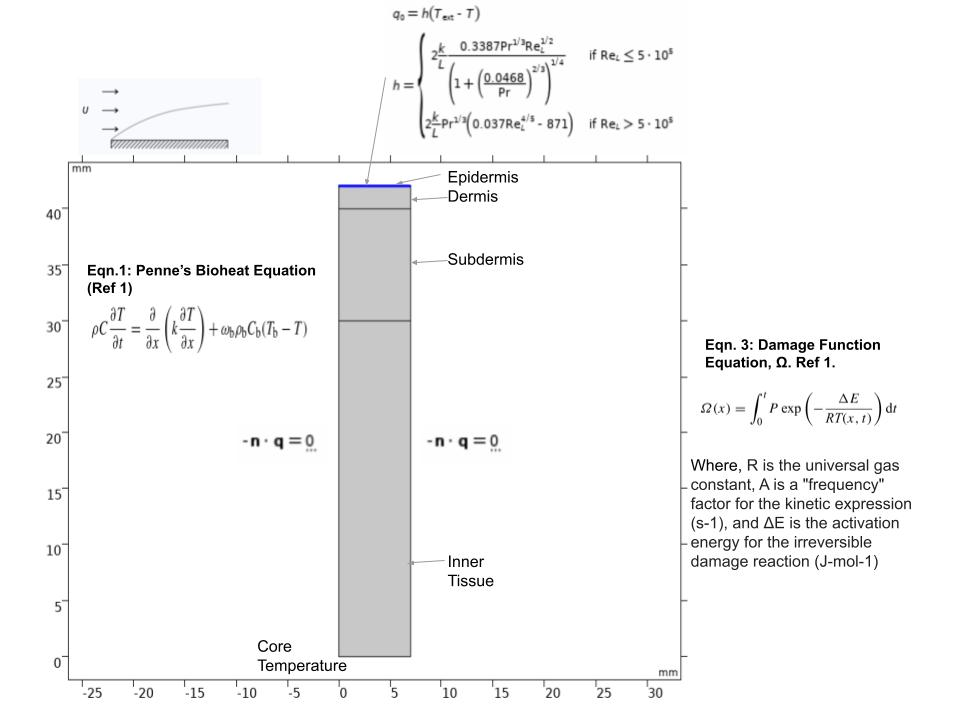 q₀ = h(T_ext - T)
h = { 2 k/L 0.3387Pr^1/3 Re_L^1/2 / (1 + (0.0468/Pr)^2/3)^1/4 if Re_L ≤ 5 · 10⁵
2 k/L Pr^1/3 (0.037Re_L^4/5 - 871) if Re_L > 5 · 10⁵
U
mm
Epidermis
Dermis
40
Subdermis
35
Eqn.1: Penne's Bioheat Equation
(Ref 1)
ρC ∂T/∂t = ∂/∂x (k ∂T/∂x) + ω_b ρ_b C_b (T_b − T)
30
Eqn. 3: Damage Function
Equation, Ω. Ref 1.
25
Ω(x) = ∫₀^t P exp (− ΔE / RT(x, t)) dt
20
-n · q = 0
-n · q = 0
Where, R is the universal gas
constant, A is a "frequency"
factor for the kinetic expression
(s-1), and ΔE is the activation
energy for the irreversible
damage reaction (J-mol-1)
15
10
Inner
Tissue
5
Core
Temperature
0
mm
-25 -20 -15 -10 -5 0 5 10 15 20 25 30